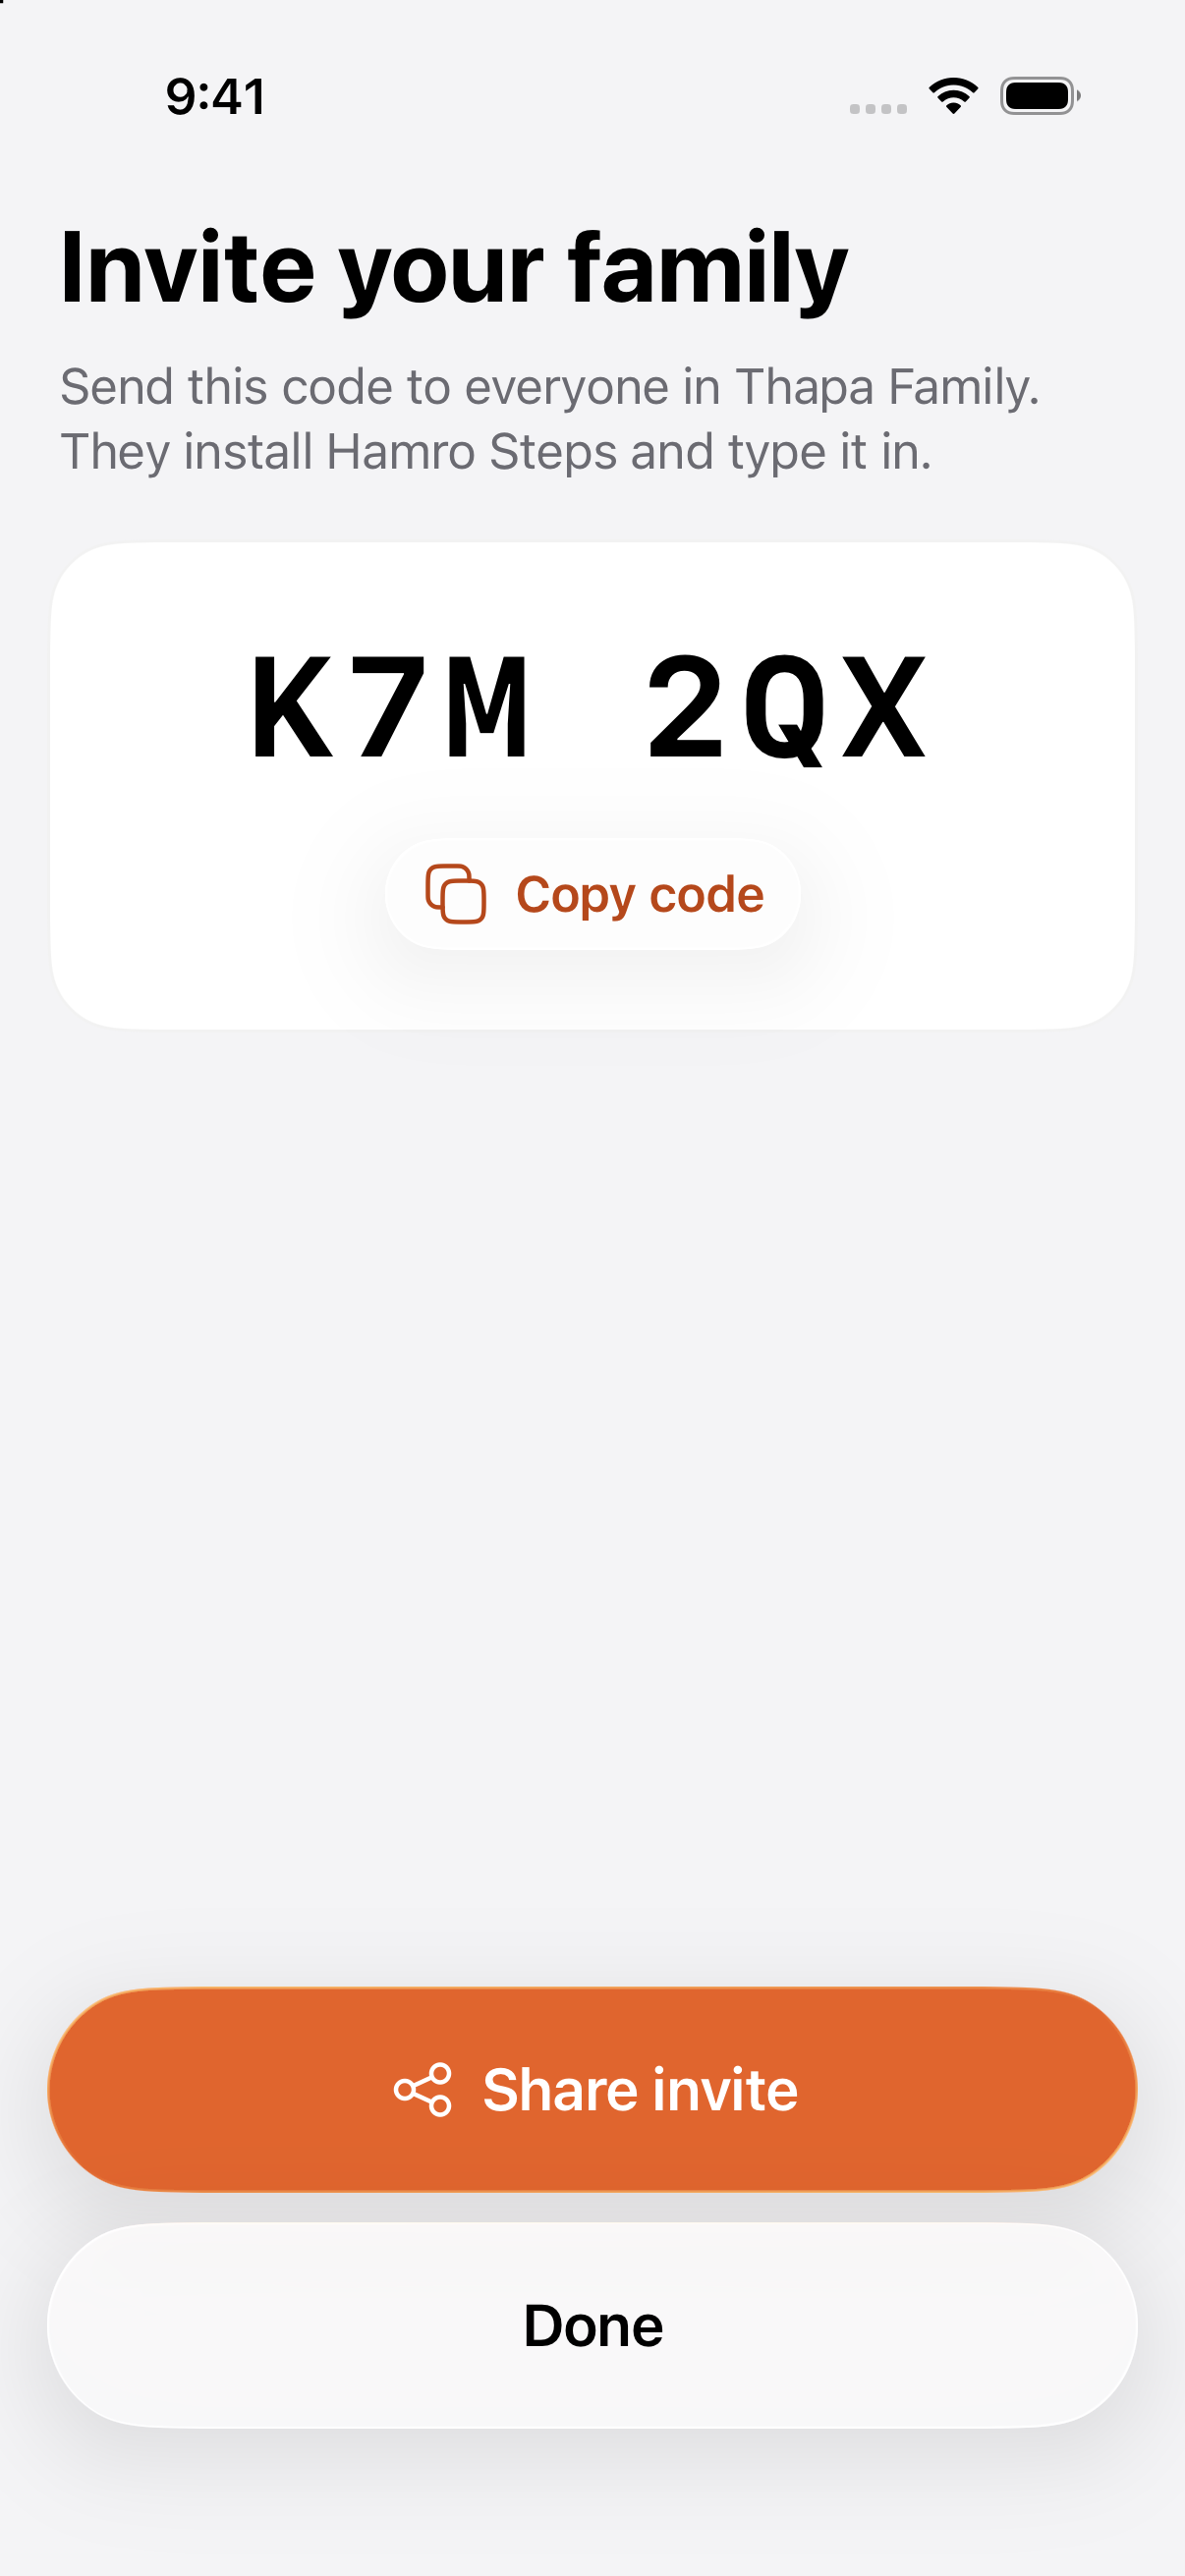 9:41
Invite your family
Send this code to everyone in Thapa Family.
They install Hamro Steps and type it in.
K7M 2QX
Copy code
Share invite
Done